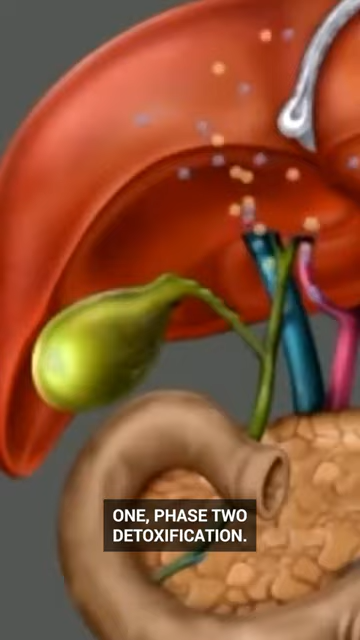 ONE, PHASE TWO
DETOXIFICATION.